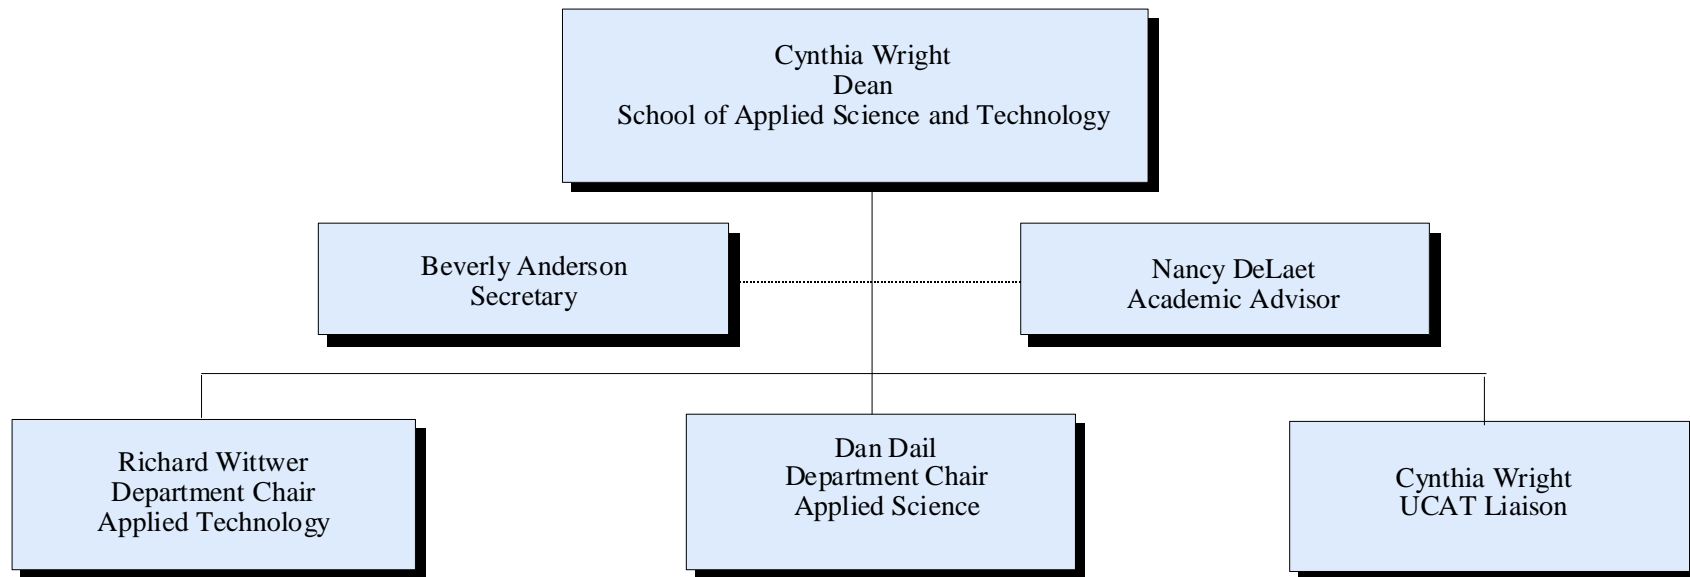 Cynthia Wright
Dean
School of Applied Science and Technology
Beverly Anderson
Secretary
Nancy DeLaet
Academic Advisor
Richard Wittwer
Department Chair
Applied Technology
Dan Dail
Department Chair
Applied Science
Cynthia Wright
UCAT Liaison